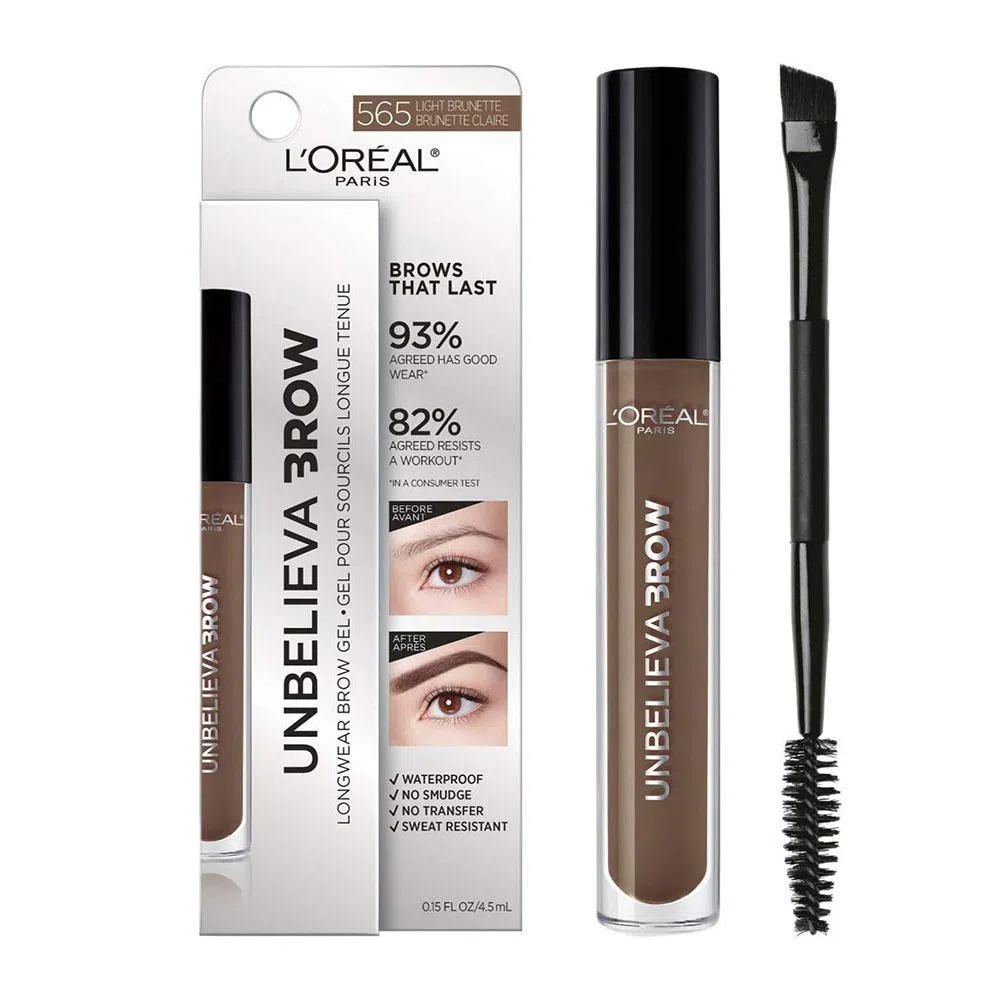 565 LIGHT BRUNETTE
BRUNETTE CLAIRE
L'ORÉAL®
PARIS
BROWS
THAT LAST
93%
AGREED HAS GOOD
WEAR*
82%
AGREED RESISTS
A WORKOUT*
*IN A CONSUMER TEST
BEFORE
AVANT
AFTER
APRÈS
✓ WATERPROOF
✓ NO SMUDGE
✓ NO TRANSFER
✓ SWEAT RESISTANT
0.15 FL OZ/4.5mL
UNBELIEVA BROW
LONGWEAR BROW GEL • GEL POUR SOURCILS LONGUE TENUE
RÉAL
ARIS
UNBELIEVA BROW
L'ORÉAL®
PARIS
UNBELIEVA BROW